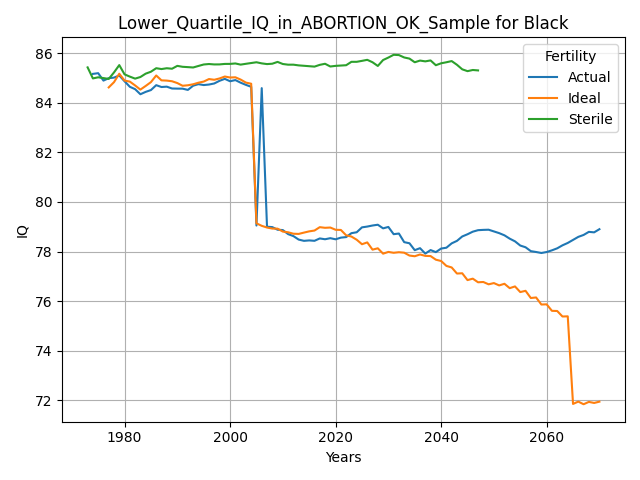 Lower_Quartile_IQ_in_ABORTION_OK_Sample for Black
Fertility
Actual
Ideal
Sterile
IQ
86
84
82
80
78
76
74
72
1980
2000
2020
2040
2060
Years